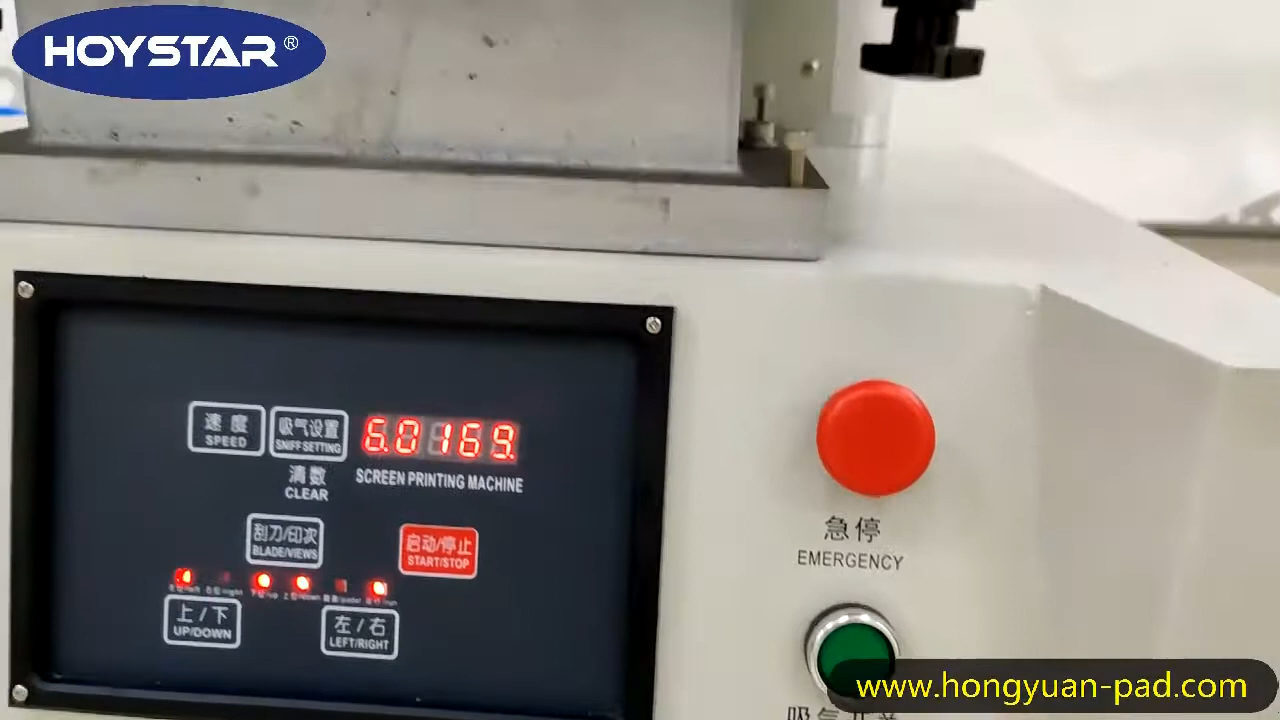 HOYSTAR®
速度
SPEED
吸气设置
SNIFF SETTING
6.0 169.
清数
CLEAR
SCREEN PRINTING MACHINE
刮刀/印次
BLADE/VIEWS
启动/停止
START/STOP
上/下
UP/DOWN
左/右
LEFT/RIGHT
急停
EMERGENCY
www.hongyuan-pad.com